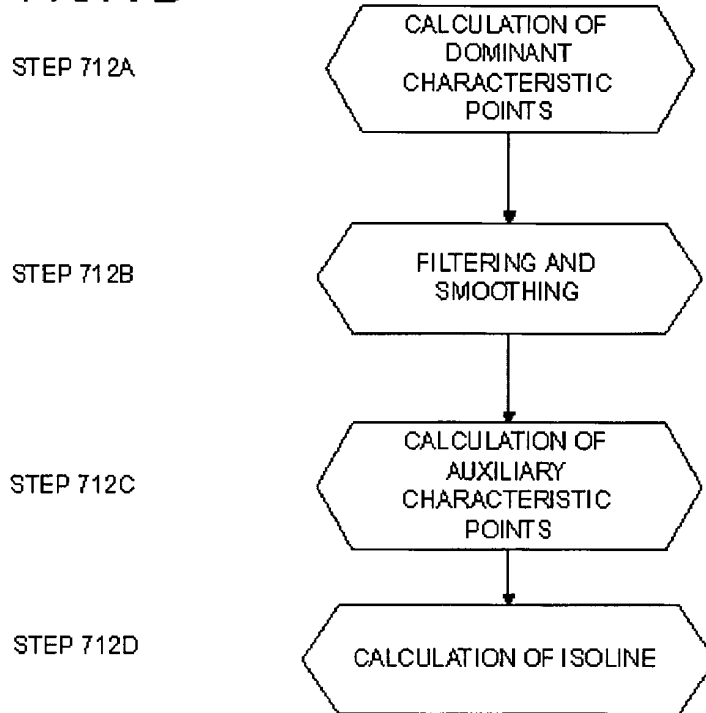 STEP 712A
CALCULATION OF
DOMINANT
CHARACTERISTIC
POINTS
STEP 712B
FILTERING AND
SMOOTHING
STEP 712C
CALCULATION OF
AUXILIARY
CHARACTERISTIC
POINTS
STEP 712D
CALCULATION OF ISOLINE